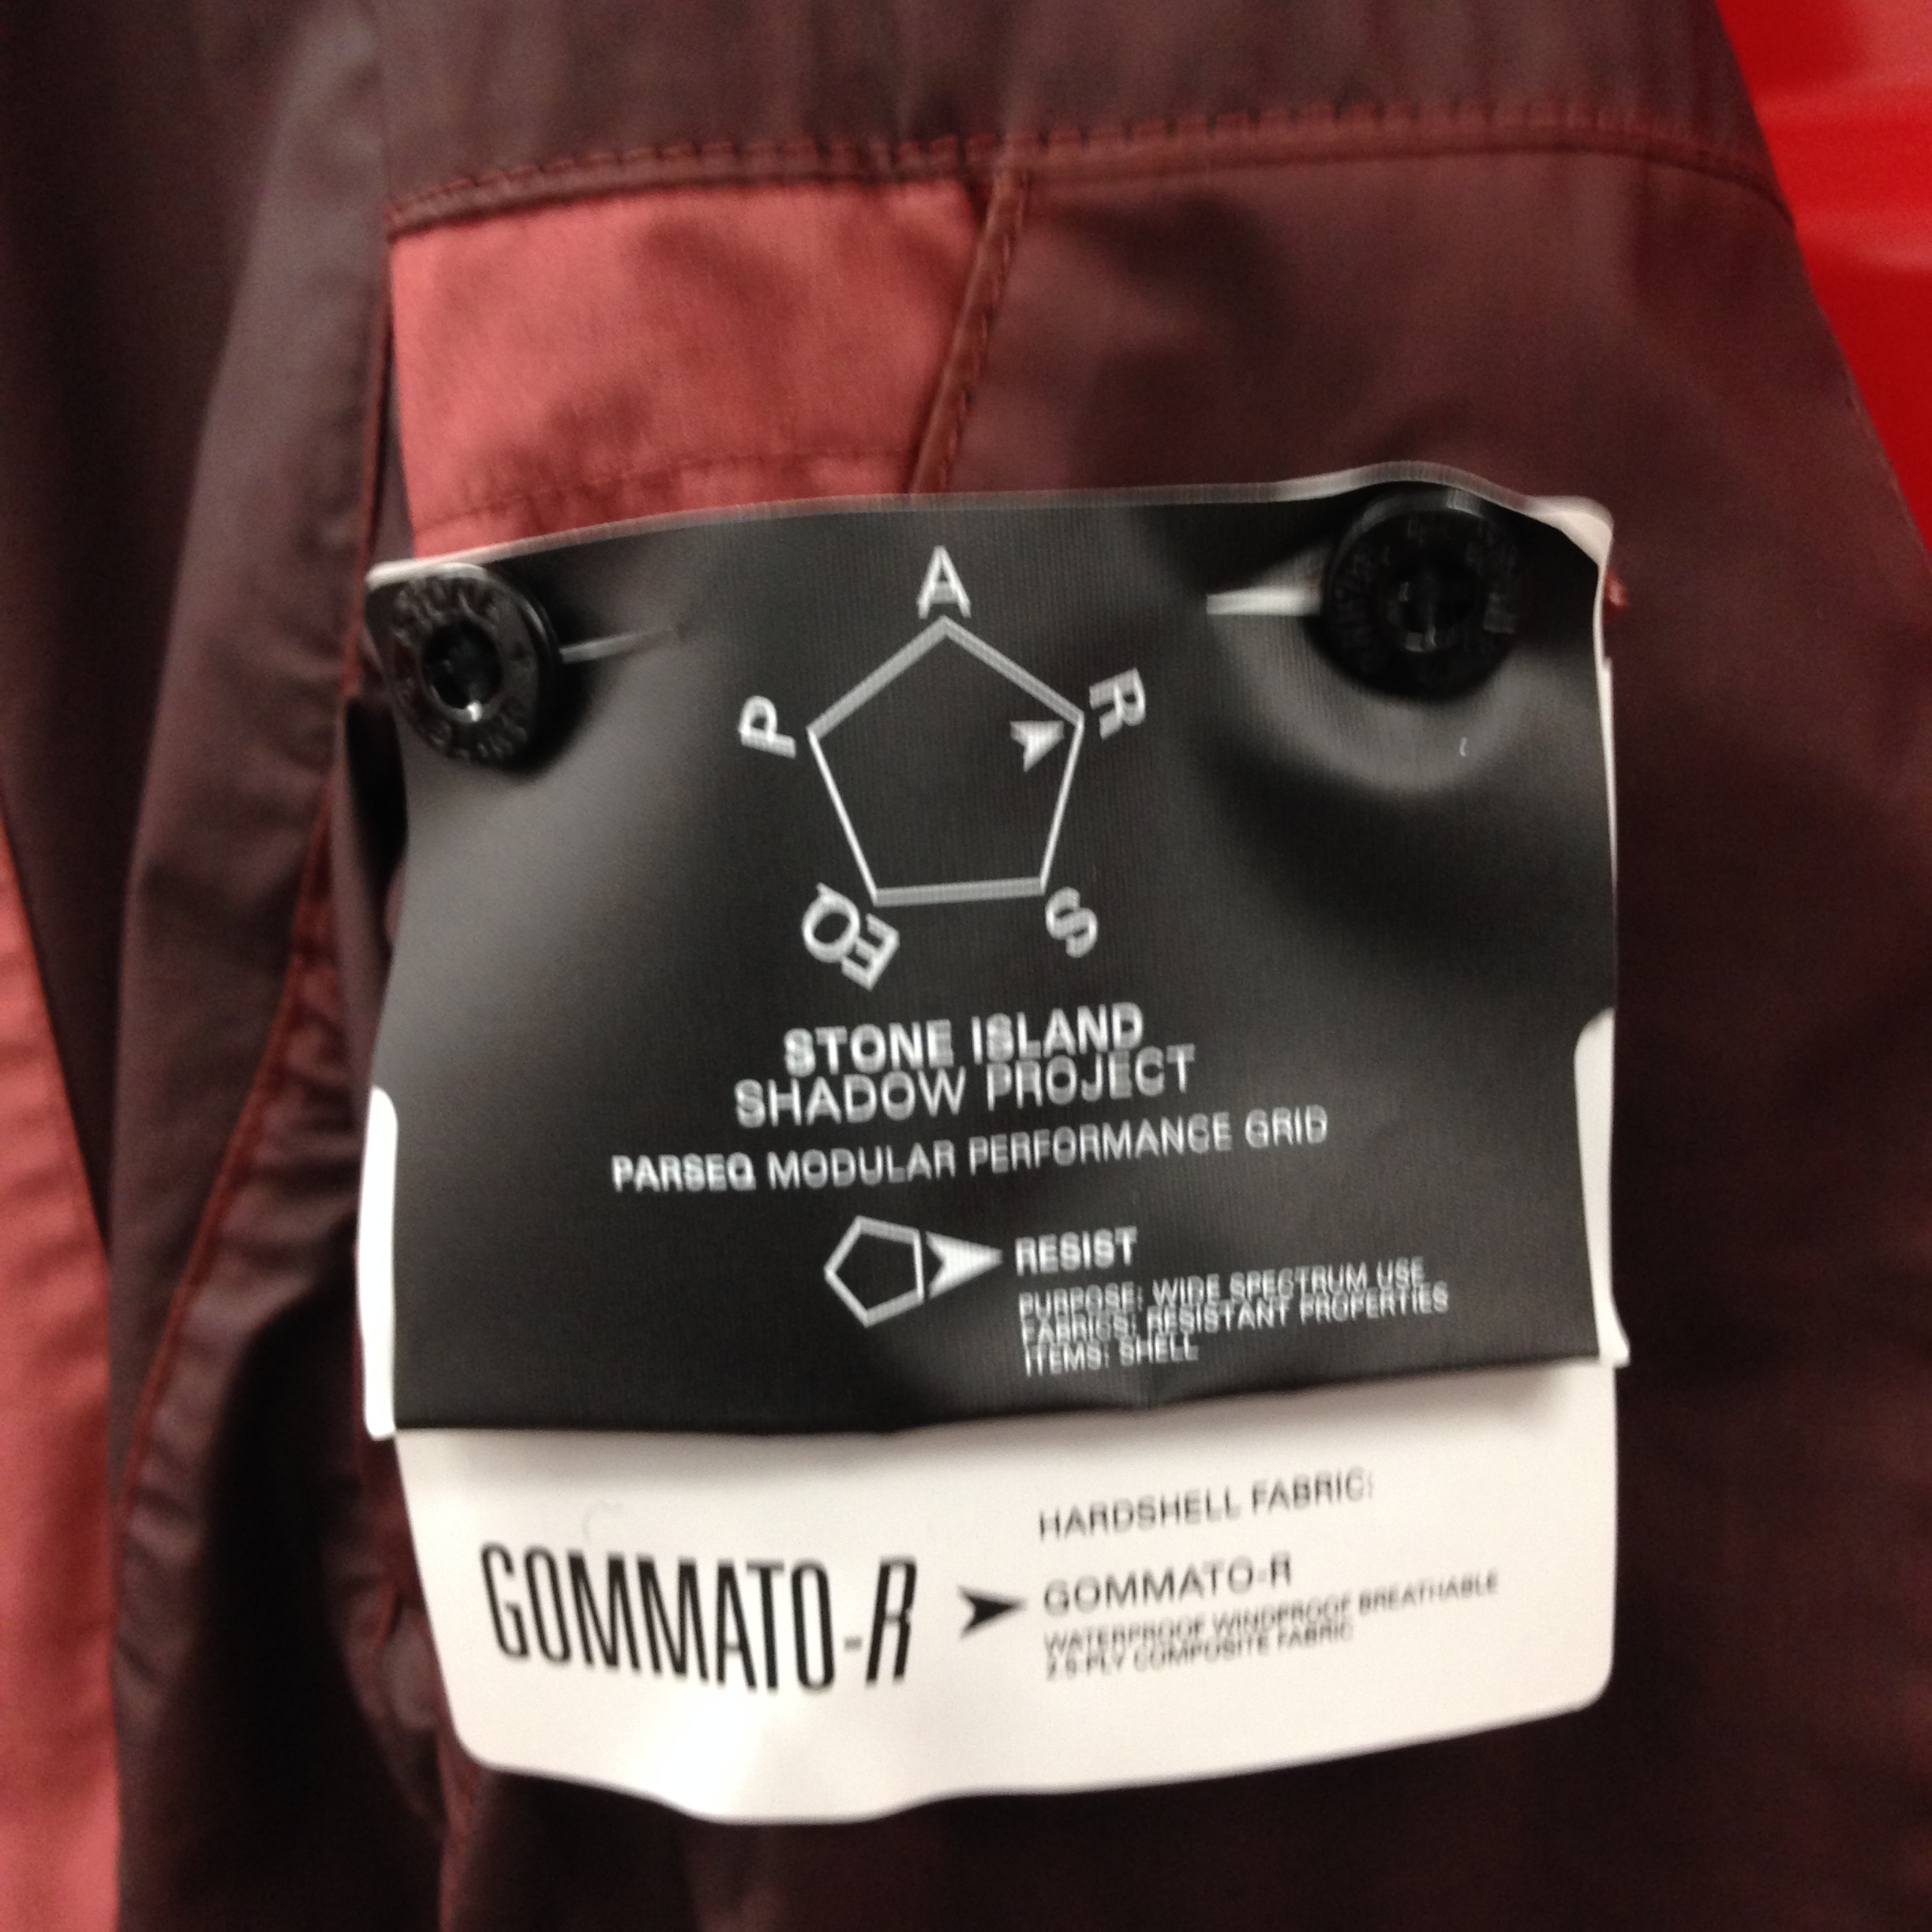 STONE
A
P
R
EQ
S
STONE ISLAND
SHADOW PROJECT
PARSEQ MODULAR PERFORMANCE GRID
RESIST
PURPOSE: WIDE SPECTRUM USE
FABRICS: RESISTANT PROPERTIES
ITEMS: SHELL
HARDSHELL FABRIC:
GOMMATO-R
GOMMATO-R
WATERPROOF WINDPROOF BREATHABLE
2.5-PLY COMPOSITE FABRIC